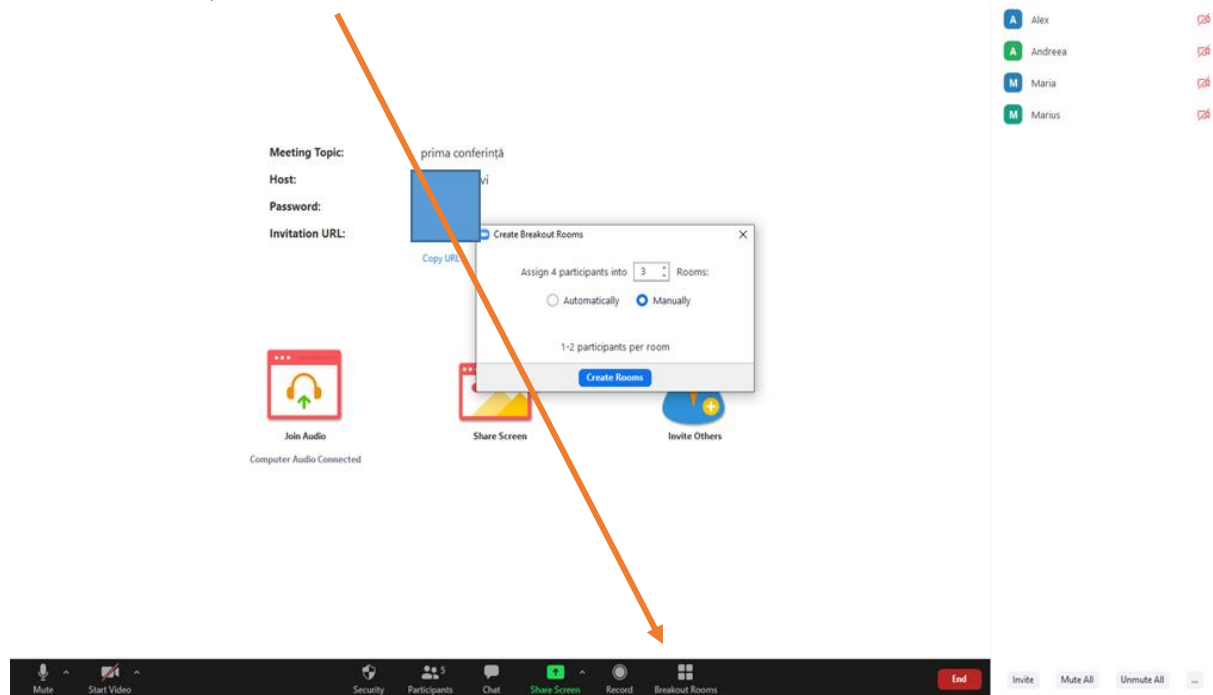 Alex
Andreea
Maria
Marius
Meeting Topic: prima conferință
Host: vi
Password:
Invitation URL:
Copy URL
Create Breakout Rooms
Assign 4 participants into 3 Rooms:
Automatically Manually
1-2 participants per room
Create Rooms
Join Audio
Computer Audio Connected
Share Screen
Invite Others
Mute
Start Video
Security
Participants 5
Chat
Share Screen
Record
Breakout Rooms
End
Invite
Mute All
Unmute All
...